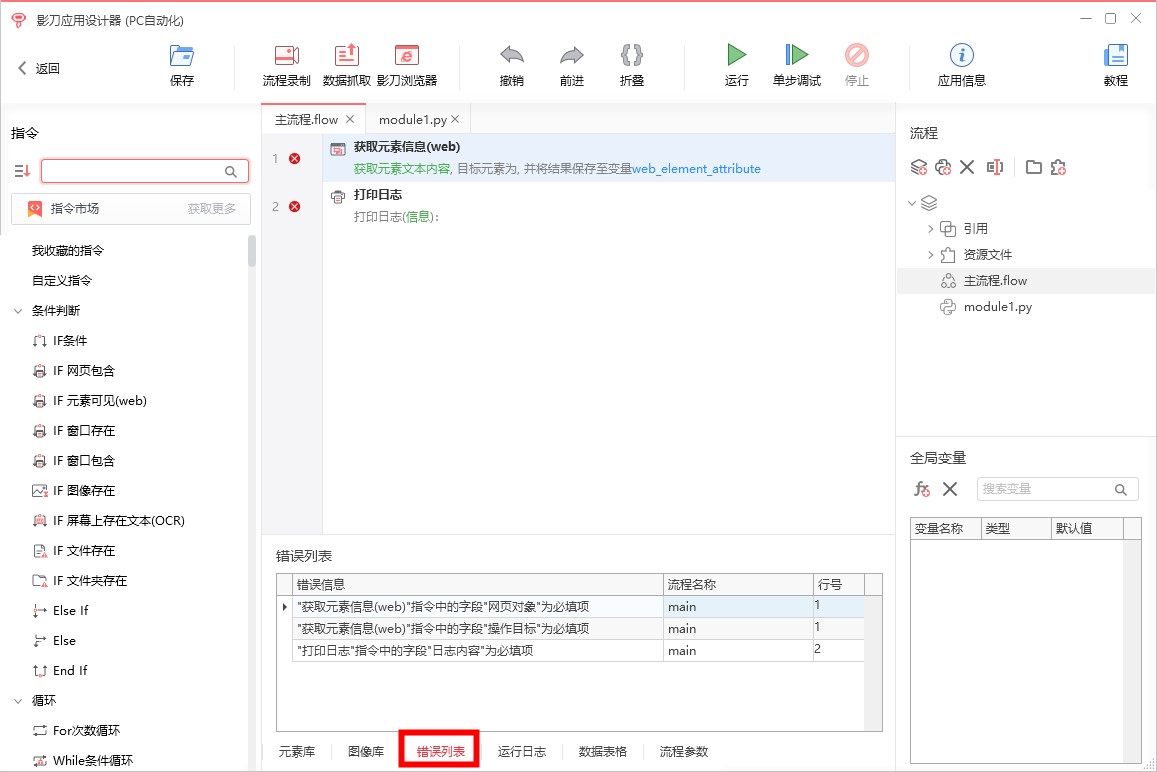 影刀应用设计器 (PC自动化)
返回
保存
流程录制
数据抓取
影刀浏览器
撤销
前进
折叠
运行
单步调试
停止
应用信息
教程
指令
指令市场
获取更多
我收藏的指令
自定义指令
条件判断
IF条件
IF 网页包含
IF 元素可见(web)
IF 窗口存在
IF 窗口包含
IF 图像存在
IF 屏幕上存在文本(OCR)
IF 文件存在
IF 文件夹存在
Else If
Else
End If
循环
For次数循环
While条件循环
主流程.flow
module1.py
1
获取元素信息(web)
获取元素文本内容, 目标元素为, 并将结果保存至变量web_element_attribute
2
打印日志
打印日志(信息)：
错误列表
错误信息 流程名称 行号
"获取元素信息(web)"指令中的字段"网页对象"为必填项 main 1
"获取元素信息(web)"指令中的字段"操作目标"为必填项 main 1
"打印日志"指令中的字段"日志内容"为必填项 main 2
元素库
图像库
错误列表
运行日志
数据表格
流程参数
流程
引用
资源文件
主流程.flow
module1.py
全局变量
搜索变量
变量名称 类型 默认值